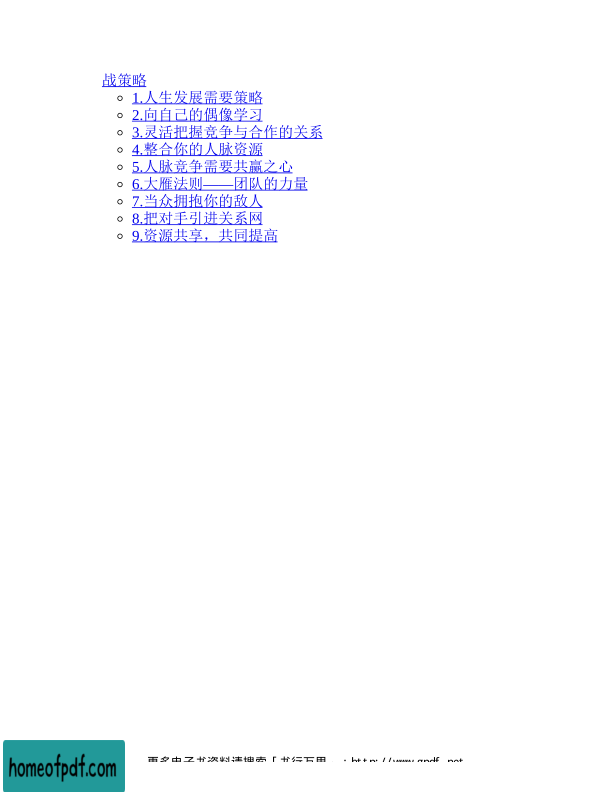 战策略
1.人生发展需要策略
2.向自己的偶像学习
3.灵活把握竞争与合作的关系
4.整合你的人脉资源
5.人脉竞争需要共赢之心
6.大雁法则——团队的力量
7.当众拥抱你的敌人
8.把对手引进关系网
9.资源共享，共同提高
更多电子书资料请搜索「书行万里
homeofpdf.com